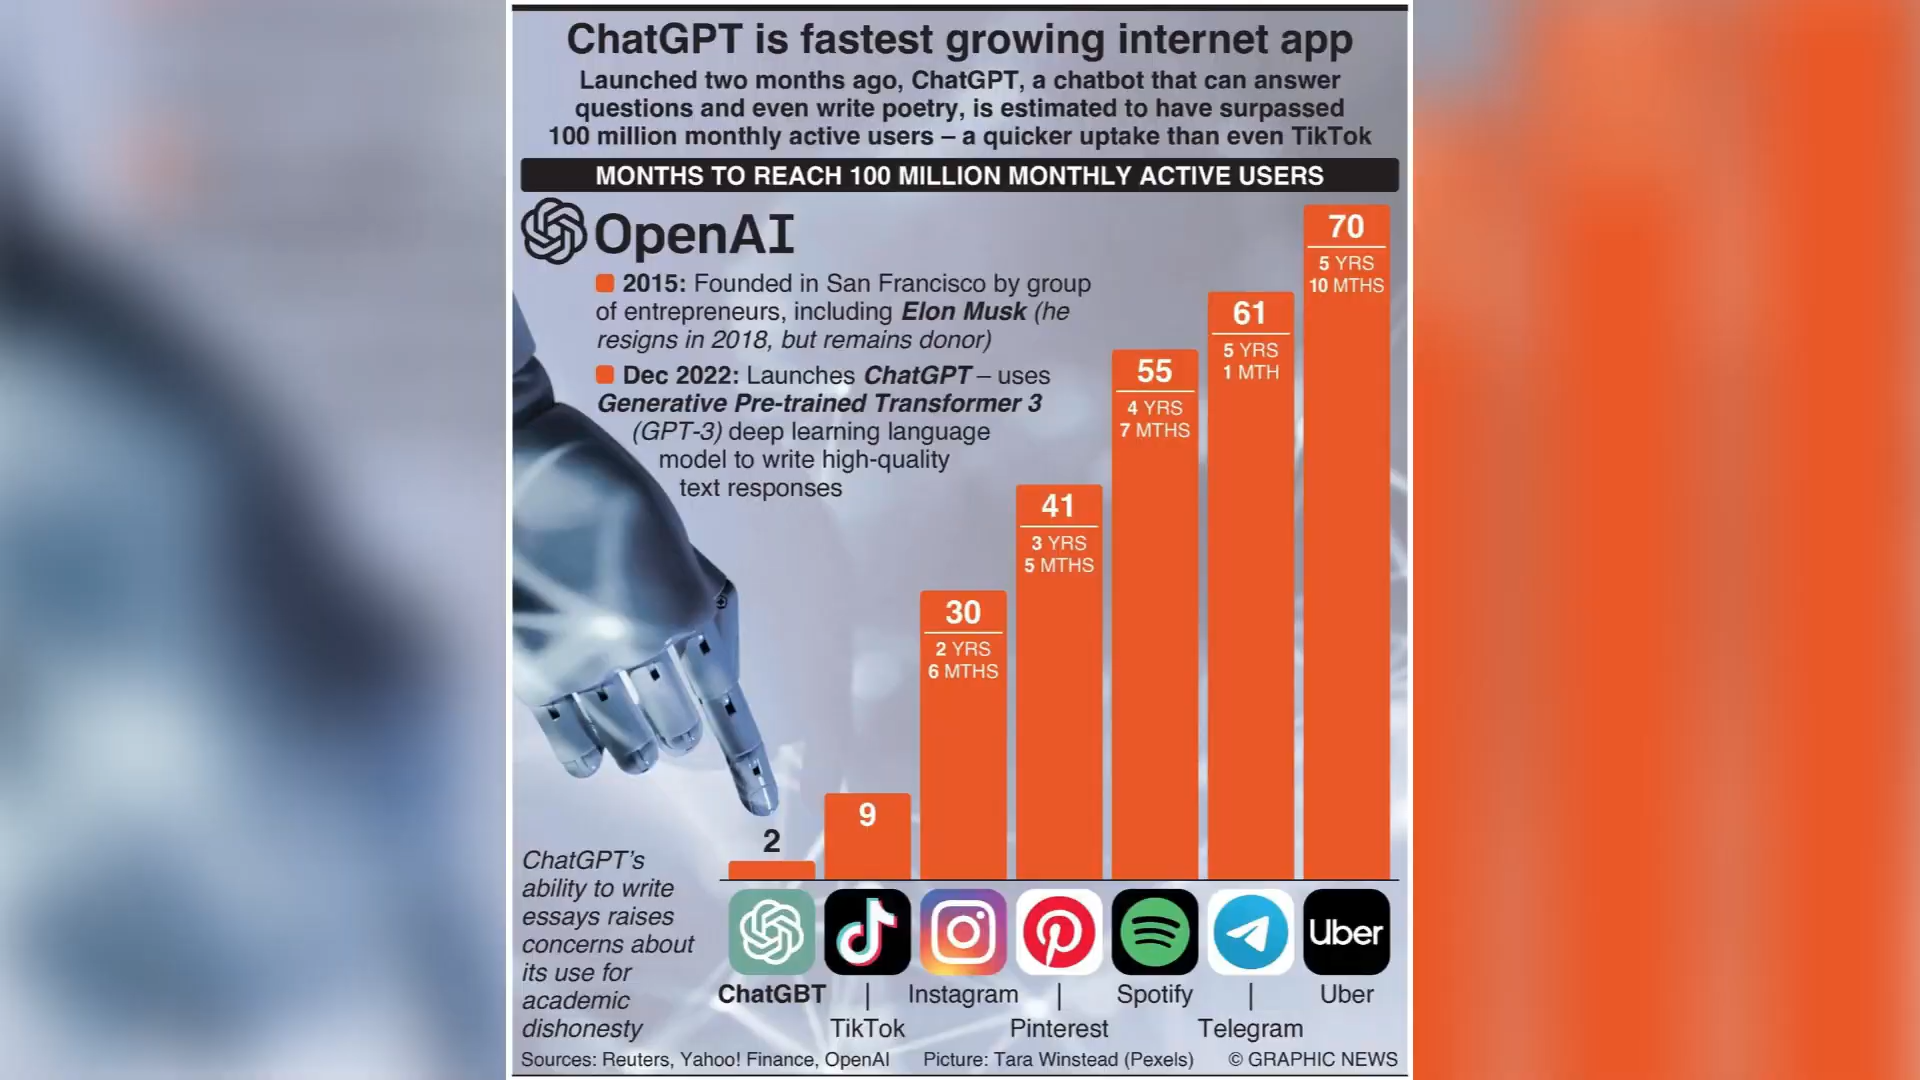 ChatGPT is fastest growing internet app
Launched two months ago, ChatGPT, a chatbot that can answer
questions and even write poetry, is estimated to have surpassed
100 million monthly active users – a quicker uptake than even TikTok
MONTHS TO REACH 100 MILLION MONTHLY ACTIVE USERS
OpenAI
2015: Founded in San Francisco by group
of entrepreneurs, including Elon Musk (he
resigns in 2018, but remains donor)
Dec 2022: Launches ChatGPT – uses
Generative Pre-trained Transformer 3
(GPT-3) deep learning language
model to write high-quality
text responses
2
9
30
2 YRS
6 MTHS
41
3 YRS
5 MTHS
55
4 YRS
7 MTHS
61
5 YRS
1 MTH
70
5 YRS
10 MTHS
ChatGPT's
ability to write
essays raises
concerns about
its use for
academic
dishonesty
Uber
ChatGBT
TikTok
Instagram
Pinterest
Spotify
Telegram
Uber
Sources: Reuters, Yahoo! Finance, OpenAI
Picture: Tara Winstead (Pexels)
© GRAPHIC NEWS